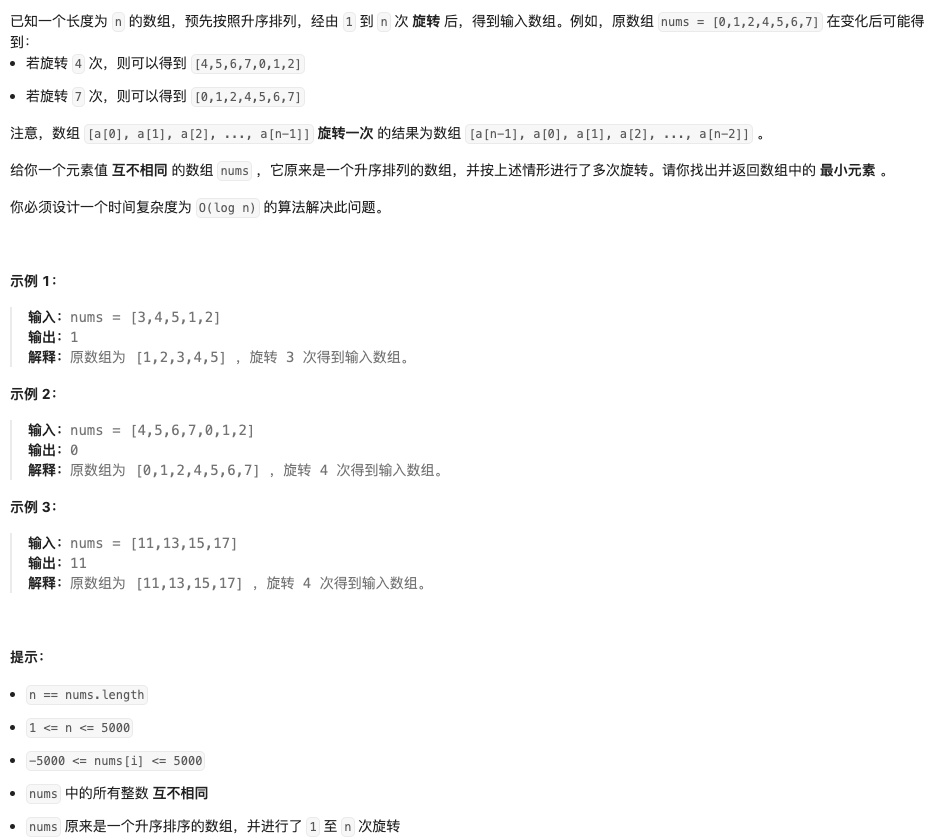 已知一个长度为 n 的数组，预先按照升序排列，经由 1 到 n 次 旋转 后，得到输入数组。例如，原数组 nums = [0,1,2,4,5,6,7] 在变化后可能得
到：
• 若旋转 4 次，则可以得到 [4,5,6,7,0,1,2]
• 若旋转 7 次，则可以得到 [0,1,2,4,5,6,7]
注意，数组 [a[0], a[1], a[2], ..., a[n-1]] 旋转一次 的结果为数组 [a[n-1], a[0], a[1], a[2], ..., a[n-2]] 。
给你一个元素值 互不相同 的数组 nums ，它原来是一个升序排列的数组，并按上述情形进行了多次旋转。请你找出并返回数组中的 最小元素 。
你必须设计一个时间复杂度为 O(log n) 的算法解决此问题。
示例 1：
输入：nums = [3,4,5,1,2]
输出：1
解释：原数组为 [1,2,3,4,5] ，旋转 3 次得到输入数组。
示例 2：
输入：nums = [4,5,6,7,0,1,2]
输出：0
解释：原数组为 [0,1,2,4,5,6,7] ，旋转 4 次得到输入数组。
示例 3：
输入：nums = [11,13,15,17]
输出：11
解释：原数组为 [11,13,15,17] ，旋转 4 次得到输入数组。
提示：
• n == nums.length
• 1 <= n <= 5000
• -5000 <= nums[i] <= 5000
• nums 中的所有整数 互不相同
• nums 原来是一个升序排序的数组，并进行了 1 至 n 次旋转